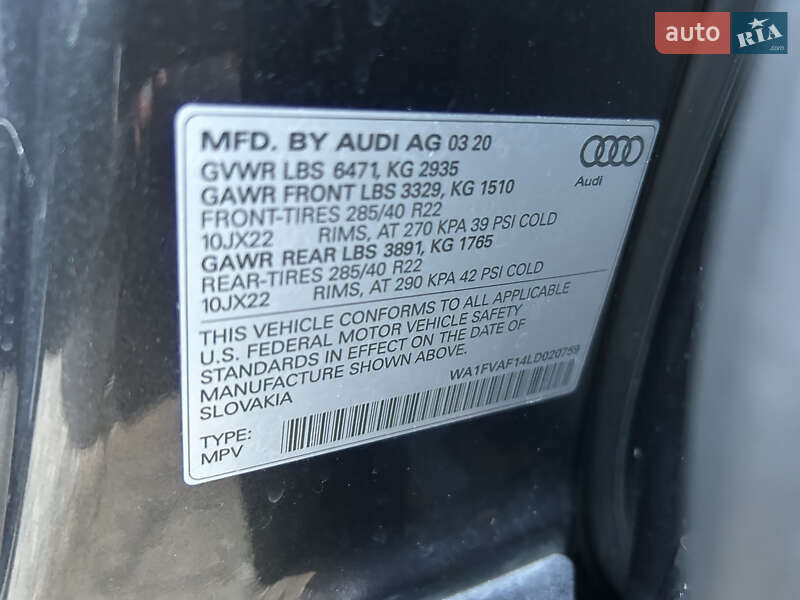 auto RIA .com
MFD. BY AUDI AG 03 20
GVWR LBS 6471, KG 2935
GAWR FRONT LBS 3329, KG 1510
FRONT-TIRES 285/40 R22
10JX22 RIMS, AT 270 KPA 39 PSI COLD
GAWR REAR LBS 3891, KG 1765
REAR-TIRES 285/40 R22
10JX22 RIMS, AT 290 KPA 42 PSI COLD
Audi
THIS VEHICLE CONFORMS TO ALL APPLICABLE
U.S. FEDERAL MOTOR VEHICLE SAFETY
STANDARDS IN EFFECT ON THE DATE OF
MANUFACTURE SHOWN ABOVE.
SLOVAKIA
WA1FVAF14LD020759
TYPE:
MPV